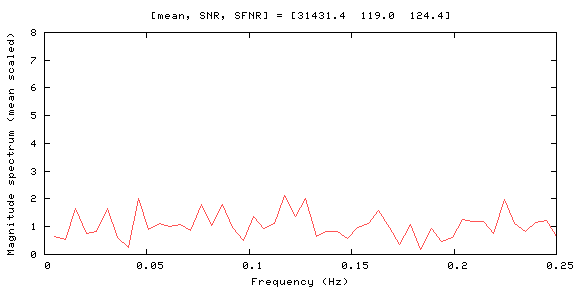 [mean, SNR, SFNR] = [31431.4  119.0  124.4]
Magnitude spectrum (mean scaled)
8
7
6
5
4
3
2
1
0
0 0.05 0.1 0.15 0.2 0.25
Frequency (Hz)